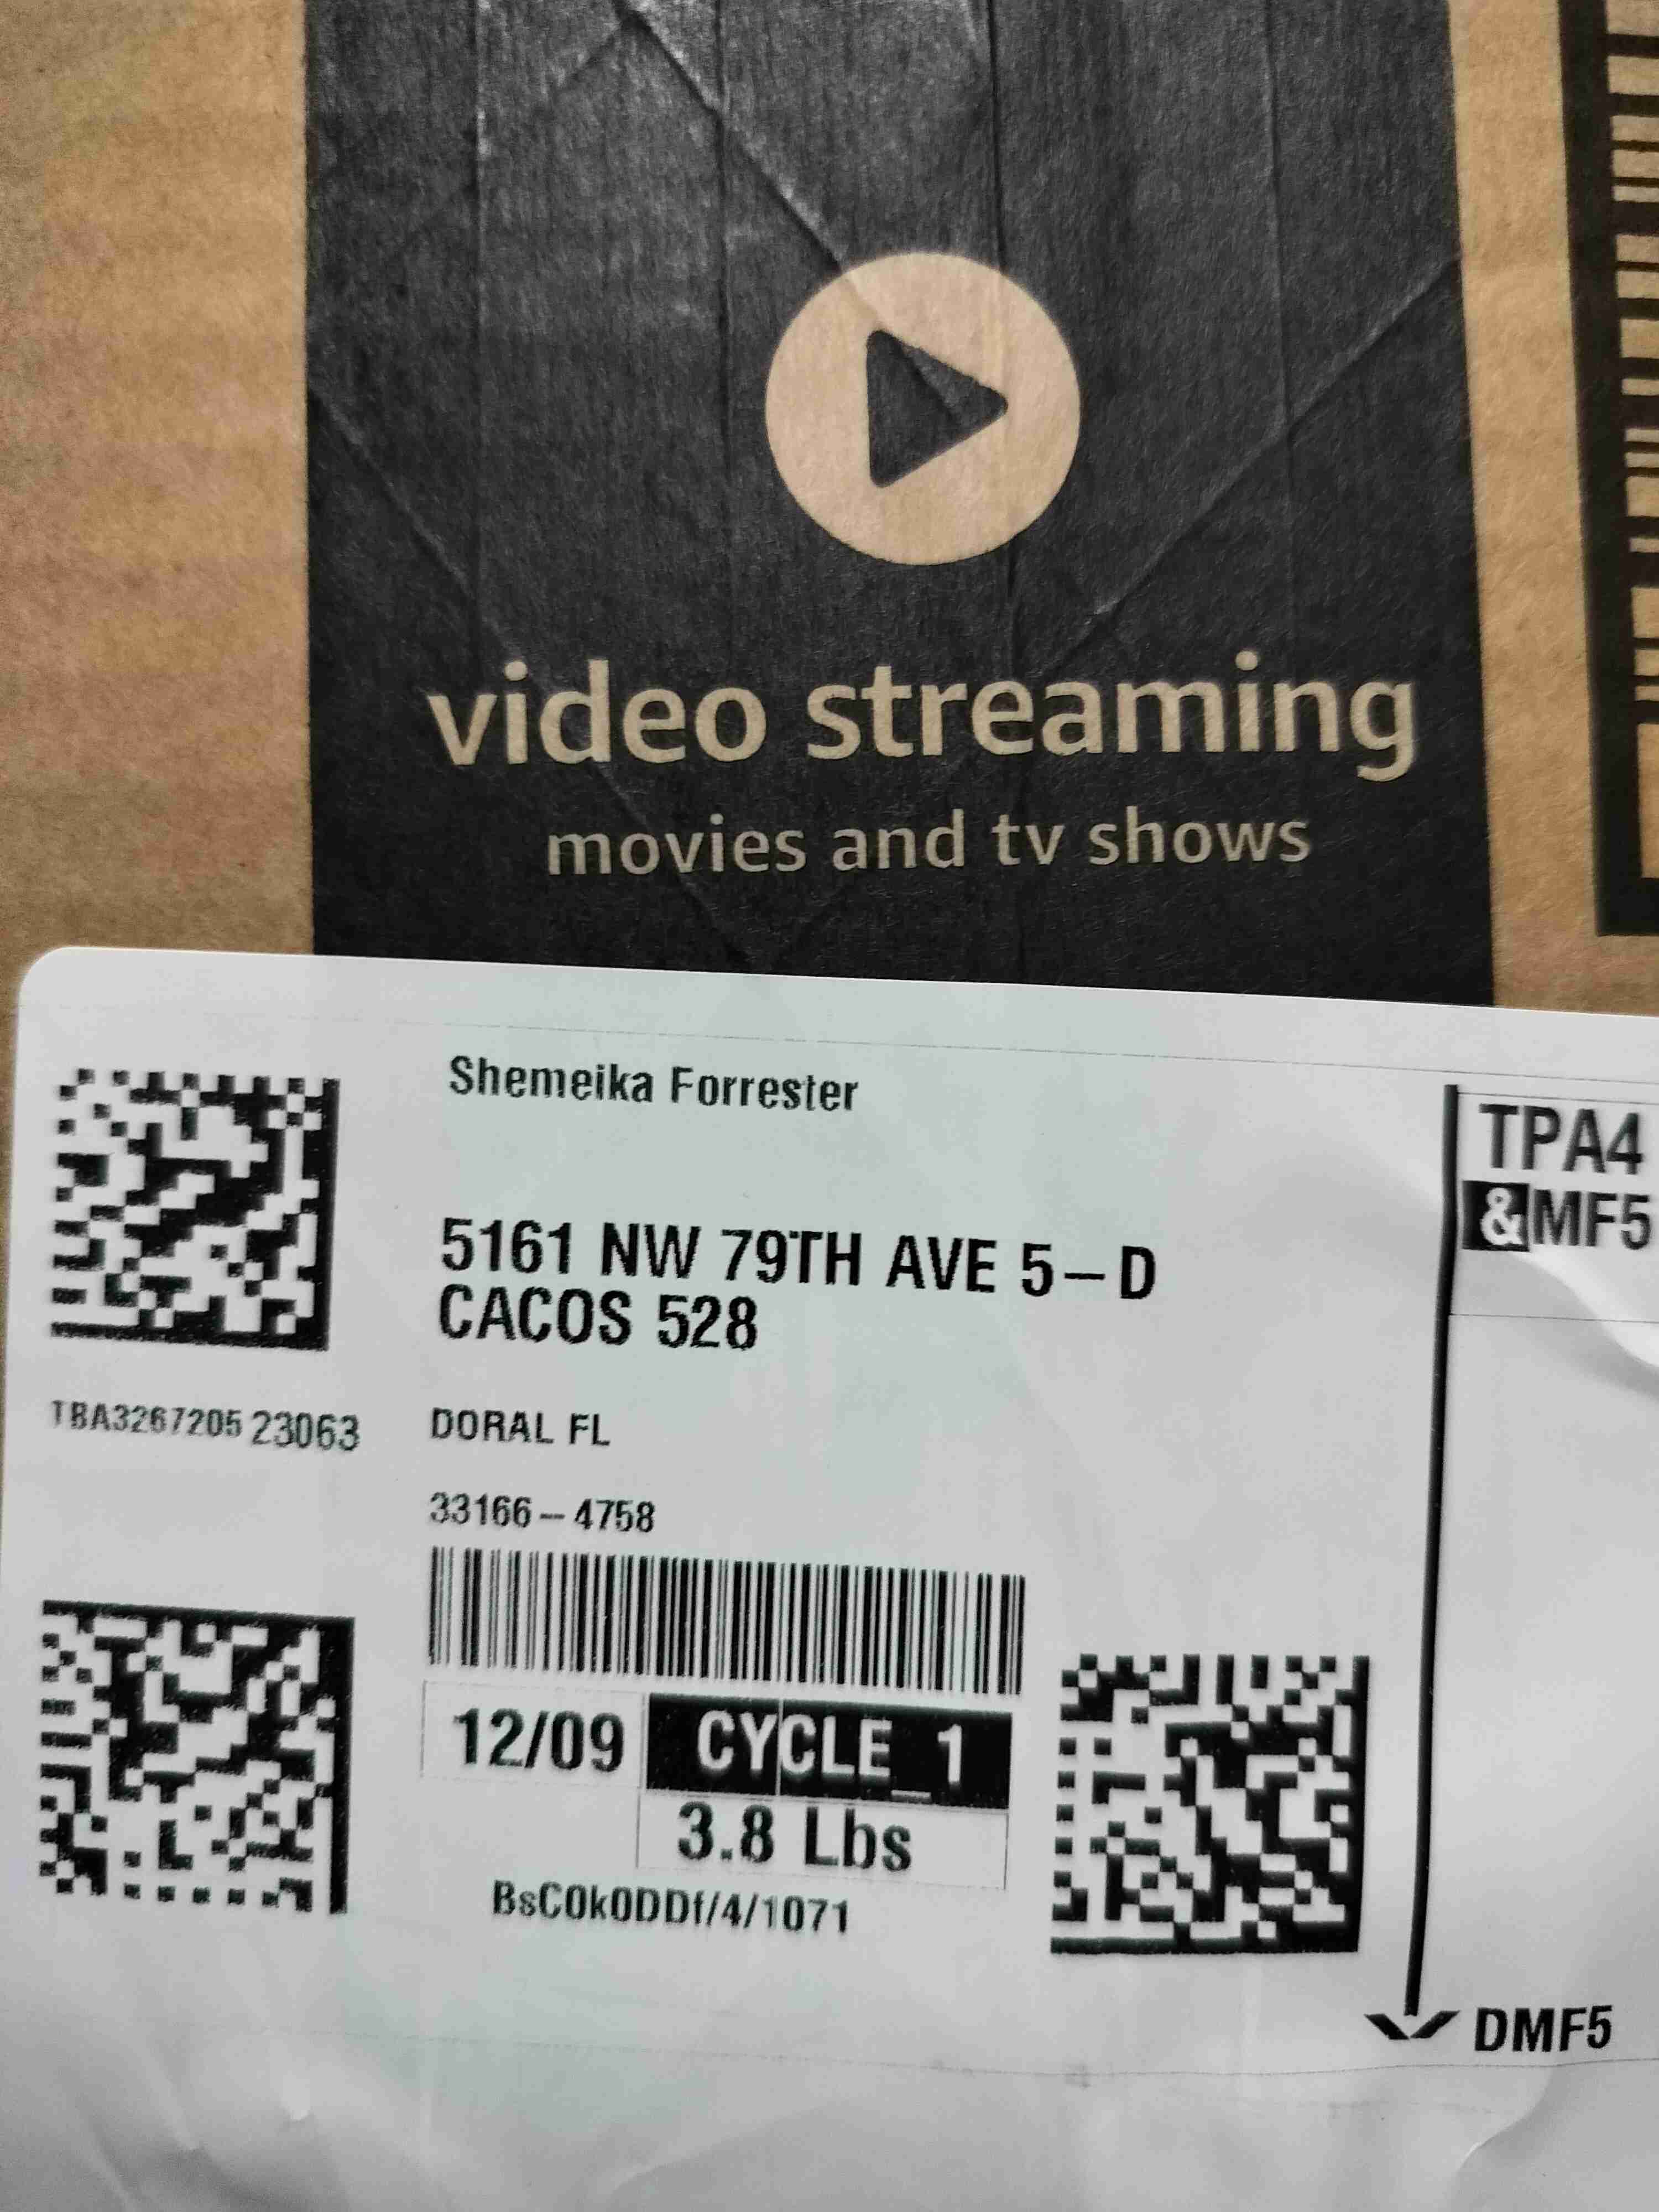 video streaming
movies and tv shows
Shemeika Forrester
5161 NW 79TH AVE 5-D
CACOS 528
TBA3267205 23063
DORAL FL
33166-4758
12/09 CYCLE_1
3.8 Lbs
BsC0k0DDf/4/1071
TPA4
&MF5
DMF5